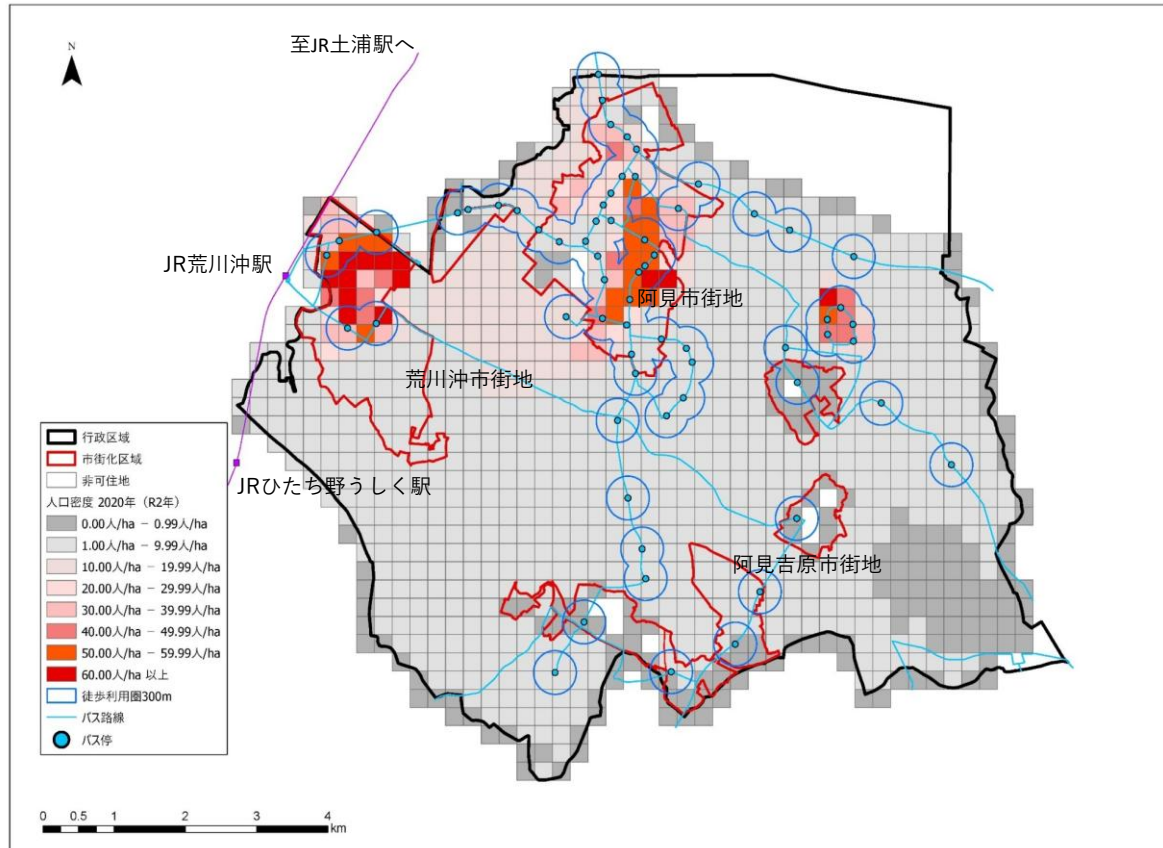 至JR土浦駅へ
N
JR荒川沖駅
阿見市街地
荒川沖市街地
JRひたち野うしく駅
阿見吉原市街地
行政区域
市街化区域
非可住地
人口密度 2020年（R2年）
0.00人/ha － 0.99人/ha
1.00人/ha － 9.99人/ha
10.00人/ha － 19.99人/ha
20.00人/ha － 29.99人/ha
30.00人/ha － 39.99人/ha
40.00人/ha － 49.99人/ha
50.00人/ha － 59.99人/ha
60.00人/ha 以上
徒歩利用圏300m
バス路線
バス停
0 0.5 1 2 3 4
km